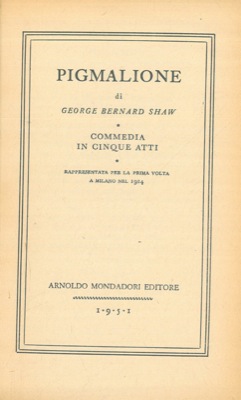 PIGMALIONE
di
GEORGE BERNARD SHAW
*
COMMEDIA
IN CINQUE ATTI
*
RAPPRESENTATA PER LA PRIMA VOLTA
A MILANO NEL 1914
ARNOLDO MONDADORI EDITORE
1-9-5-1